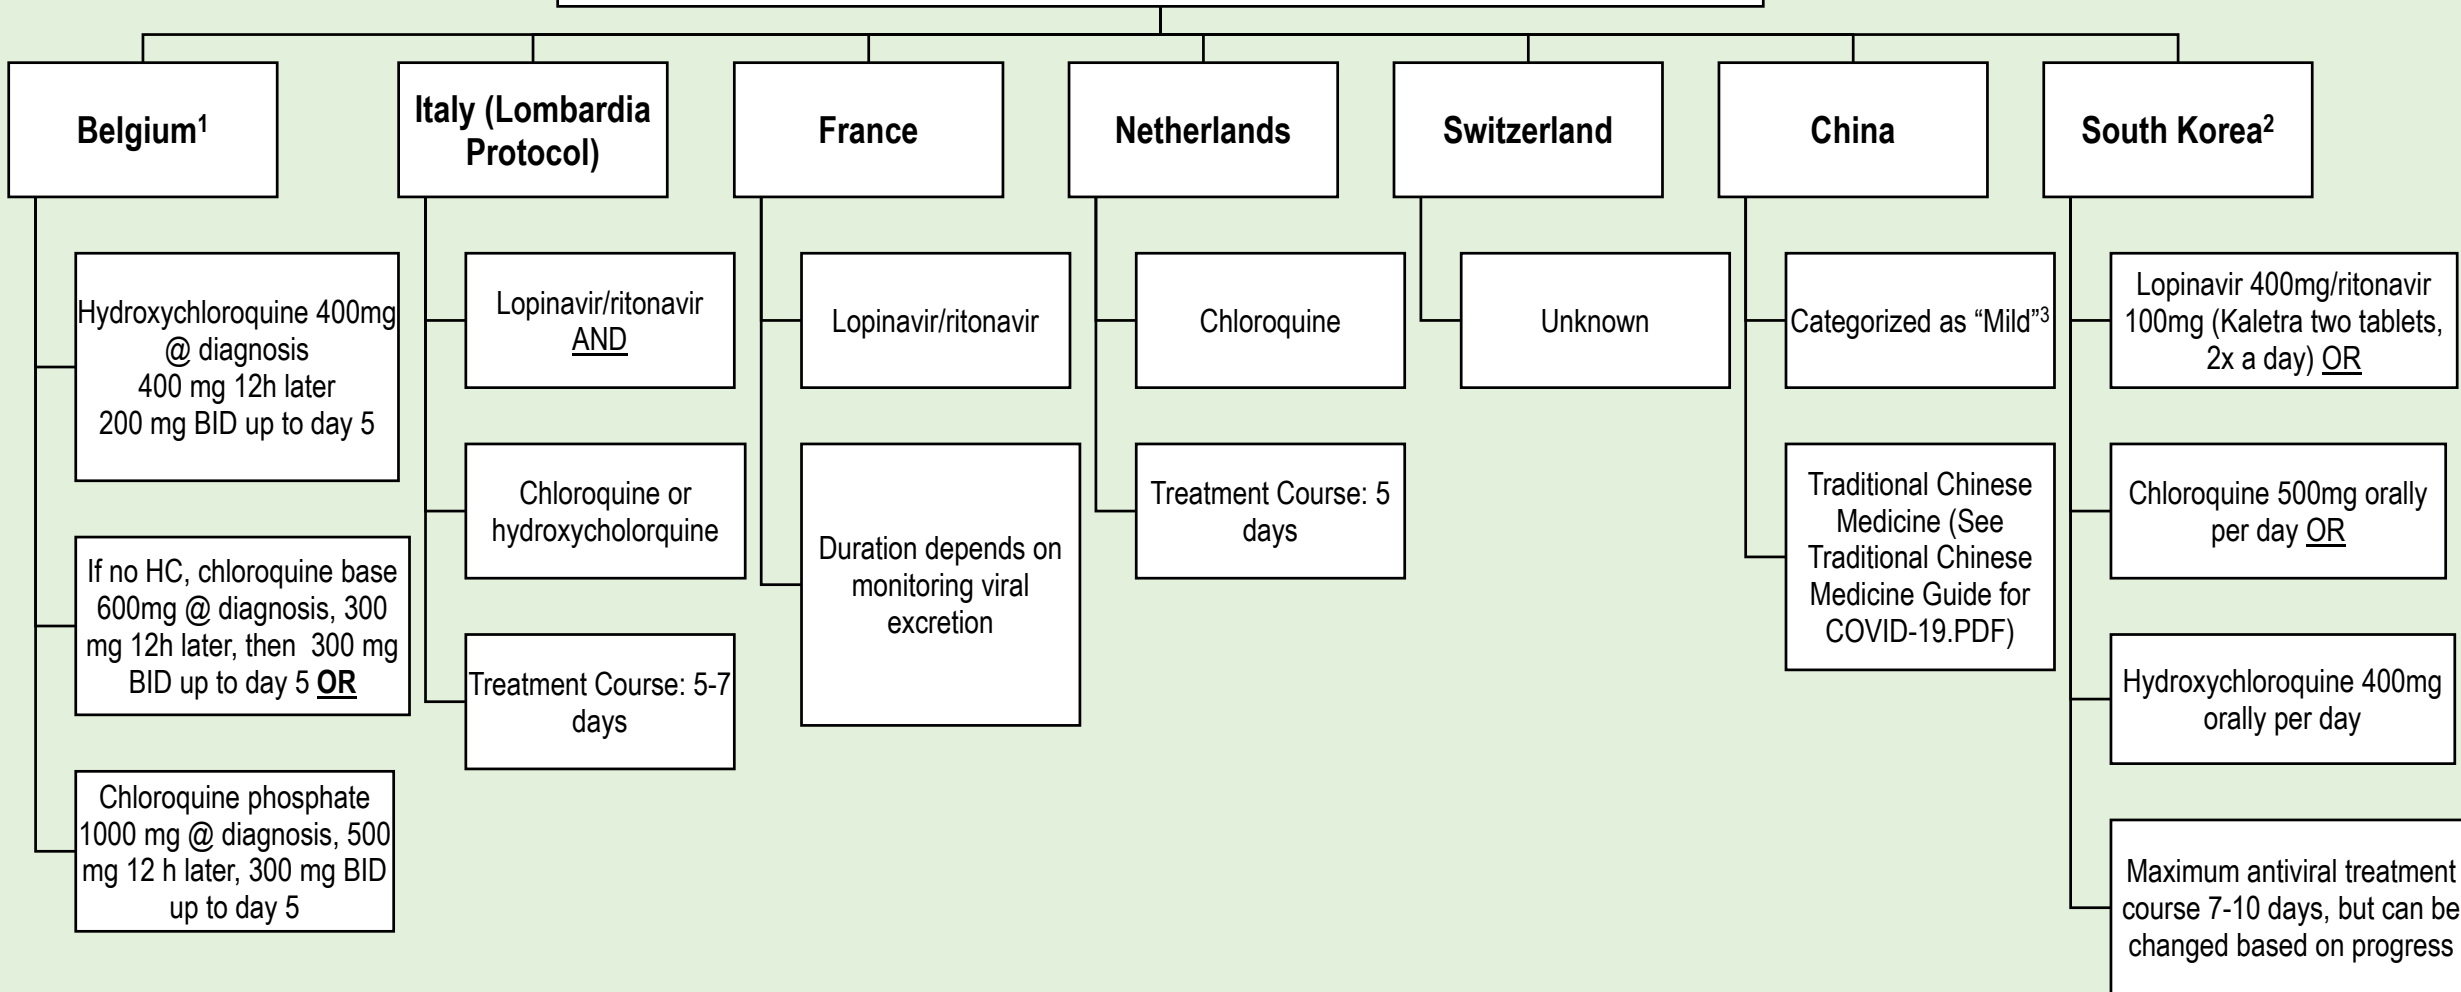 Belgium1
Italy (Lombardia
Protocol)
France
Netherlands
Switzerland
China
South Korea2
Hydroxychloroquine 400mg
@ diagnosis
400 mg 12h later
200 mg BID up to day 5
If no HC, chloroquine base
600mg @ diagnosis, 300
mg 12h later, then  300 mg
BID up to day 5 OR
Chloroquine phosphate
1000 mg @ diagnosis, 500
mg 12 h later, 300 mg BID
up to day 5
Lopinavir/ritonavir
AND
Chloroquine or
hydroxycholorquine
Treatment Course: 5-7
days
Lopinavir/ritonavir
Duration depends on
monitoring viral
excretion
Chloroquine
Treatment Course: 5
days
Unknown
Categorized as “Mild”3
Traditional Chinese
Medicine (See
Traditional Chinese
Medicine Guide for
COVID-19.PDF)
Lopinavir 400mg/ritonavir
100mg (Kaletra two tablets,
2x a day) OR
Chloroquine 500mg orally
per day OR
Hydroxychloroquine 400mg
orally per day
Maximum antiviral treatment
course 7-10 days, but can be
changed based on progress